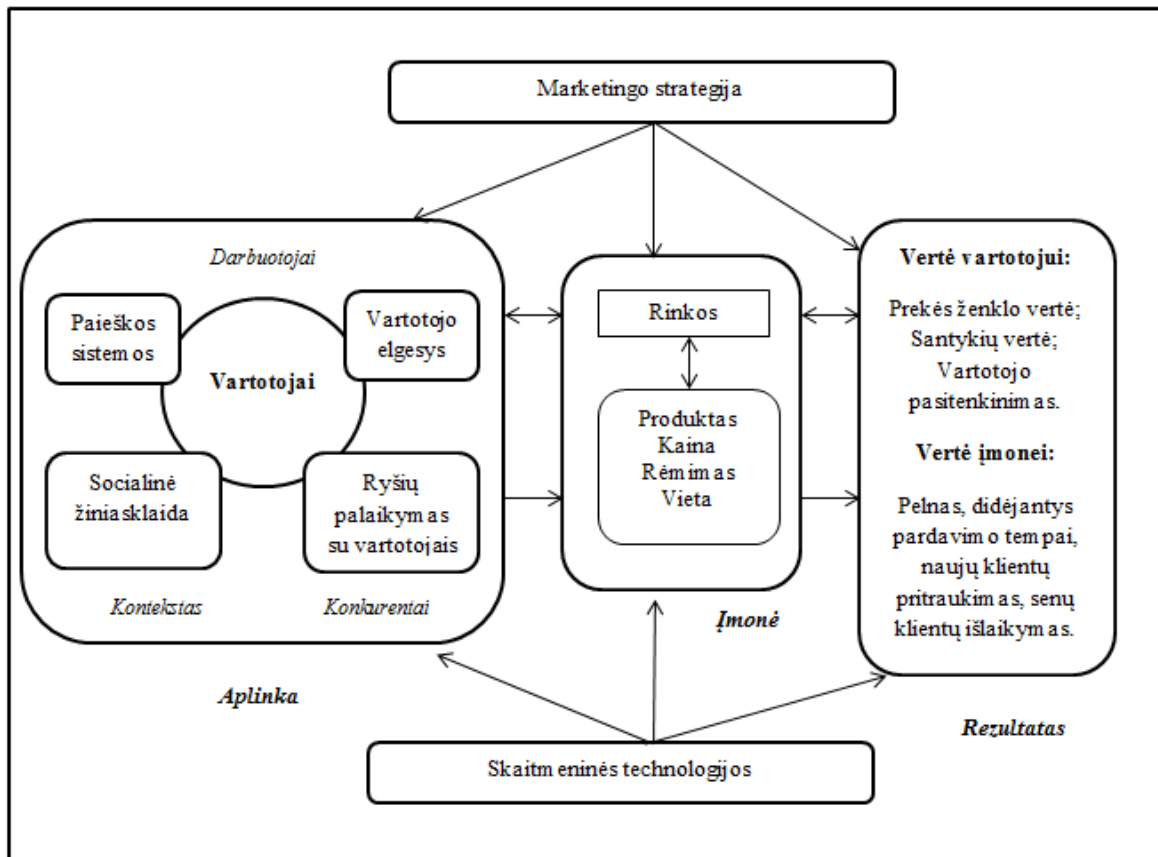 Marketingo strategija
Darbuotojai
Paieškos
sistemos
Vartotojo
elgesys
Vartotojai
Socialinė
žiniasklaida
Ryšių
palaikymas
su vartotojais
Kontekstas
Konkurentai
Aplinka
Rinkos
Produktas
Kaina
Rėmimas
Vieta
Įmonė
Vertė vartotojui:
Prekės ženklo vertė;
Santykių vertė;
Vartotojo
pasitenkinimas.
Vertė įmonei:
Pelnas, didėjantys
pardavimo tempai,
naujų klientų
pritraukimas, senų
klientų išlaikymas.
Rezultatas
Skaitmeninės technologijos